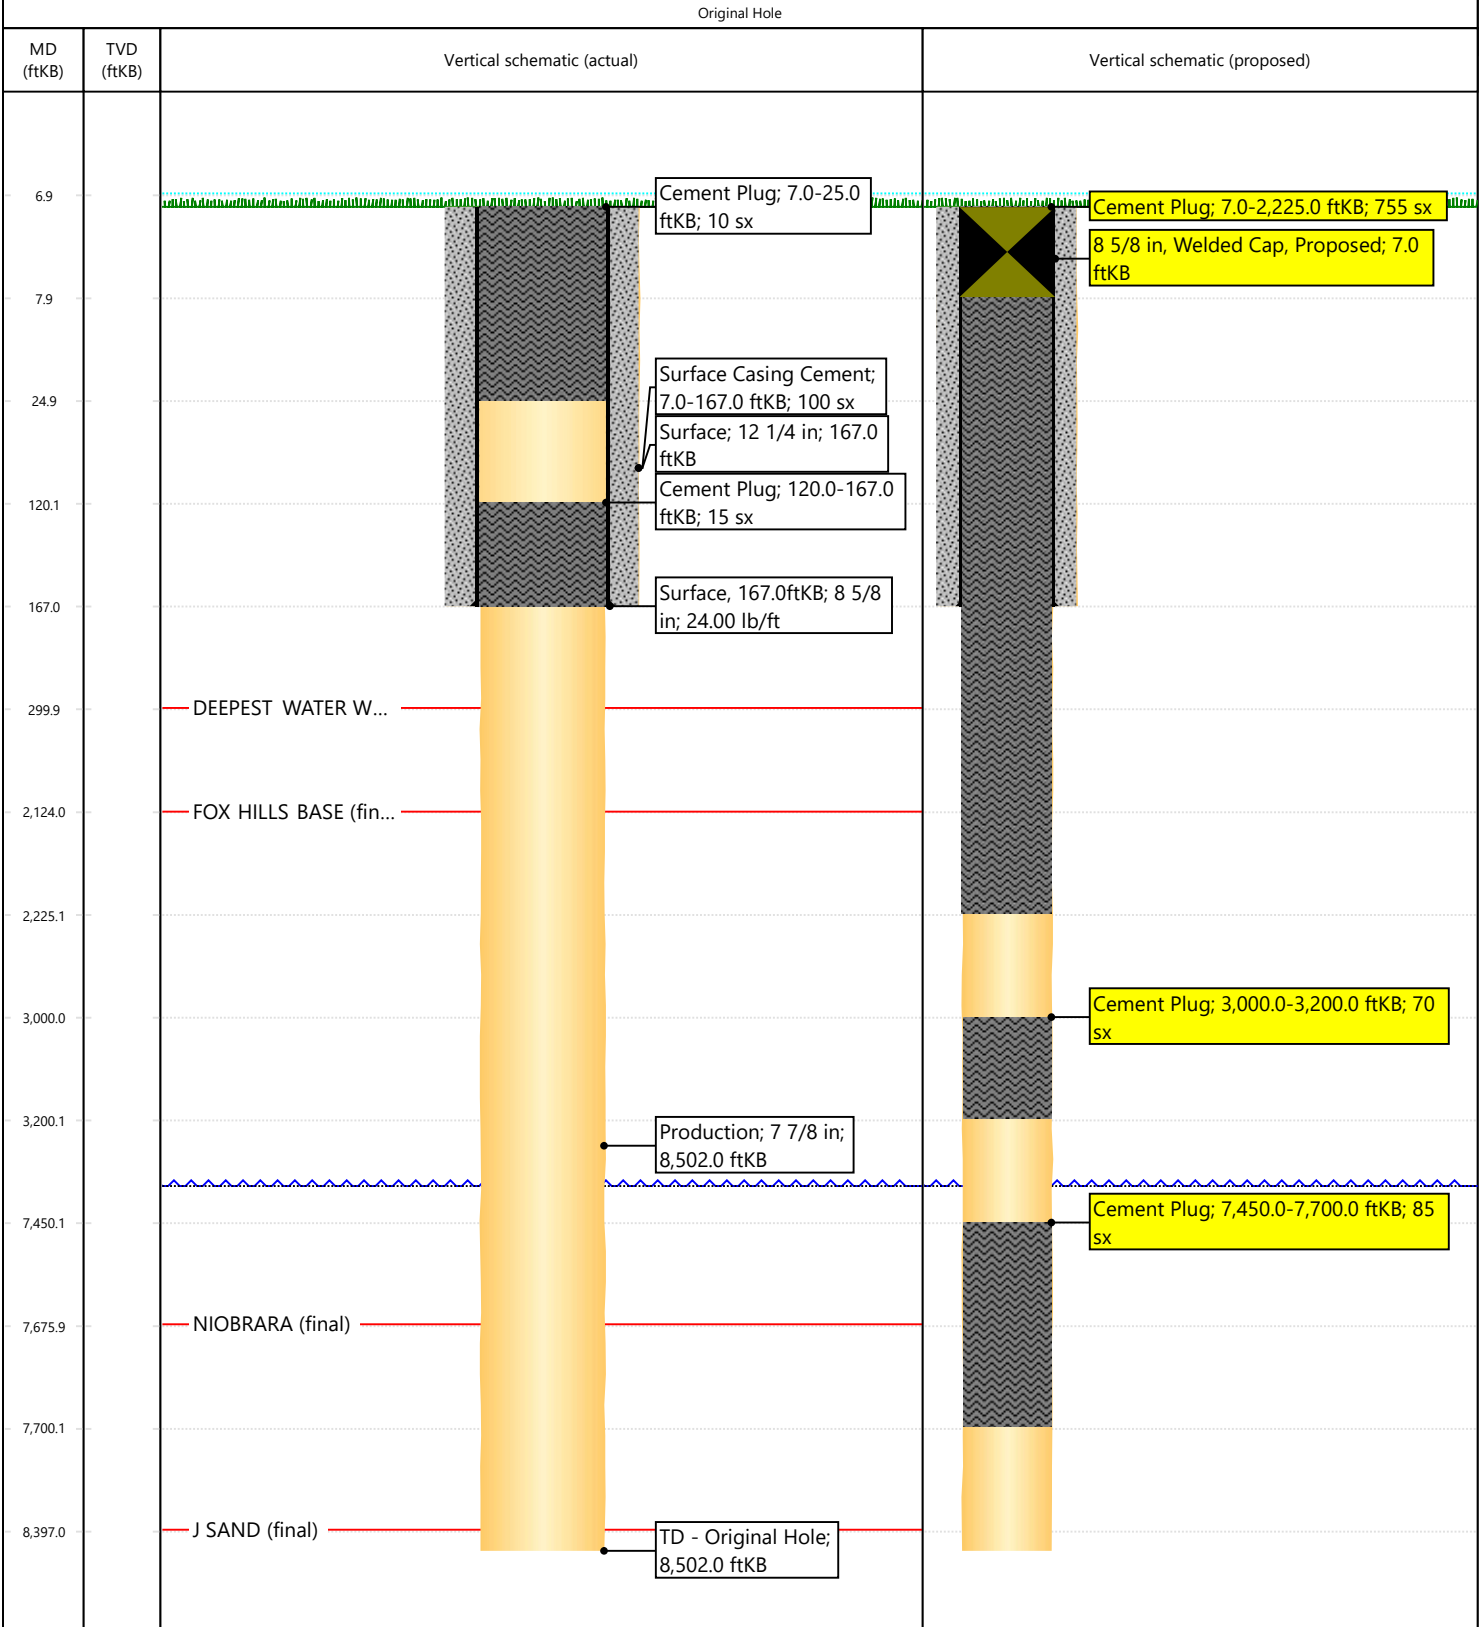 Original Hole
MD
(ftKB)
TVD
(ftKB)
Vertical schematic (actual)
Vertical schematic (proposed)
6.9
7.9
24.9
120.1
167.0
299.9
2,124.0
2,225.1
3,000.0
3,200.1
7,450.1
7,675.9
7,700.1
8,397.0
DEEPEST WATER W...
FOX HILLS BASE (fin...
NIOBRARA (final)
J SAND (final)
Cement Plug; 7.0-25.0
ftKB; 10 sx
Surface Casing Cement;
7.0-167.0 ftKB; 100 sx
Surface; 12 1/4 in; 167.0
ftKB
Cement Plug; 120.0-167.0
ftKB; 15 sx
Surface, 167.0ftKB; 8 5/8
in; 24.00 lb/ft
Production; 7 7/8 in;
8,502.0 ftKB
TD - Original Hole;
8,502.0 ftKB
Cement Plug; 7.0-2,225.0 ftKB; 755 sx
8 5/8 in, Welded Cap, Proposed; 7.0
ftKB
Cement Plug; 3,000.0-3,200.0 ftKB; 70
sx
Cement Plug; 7,450.0-7,700.0 ftKB; 85
sx